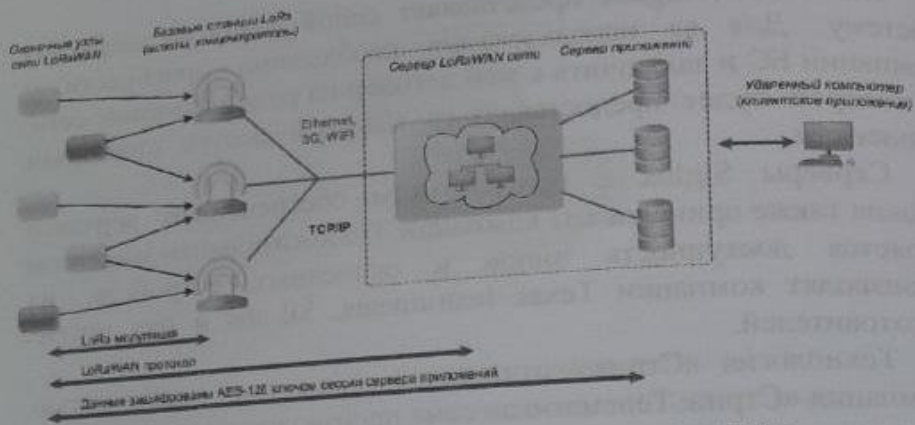 Оконечные узлы
сети LoRaWAN
Базовые станции LoRa
(шлюзы, концентраторы)
Ethernet,
3G, WiFi
TCP/IP
Сервер LoRaWAN сети
Сервер приложений
Удаленный компьютер
(клиентское приложение)
LoRa модуляция
LoRaWAN протокол
Данные зашифрованы AES-128 ключом сессии сервера приложений